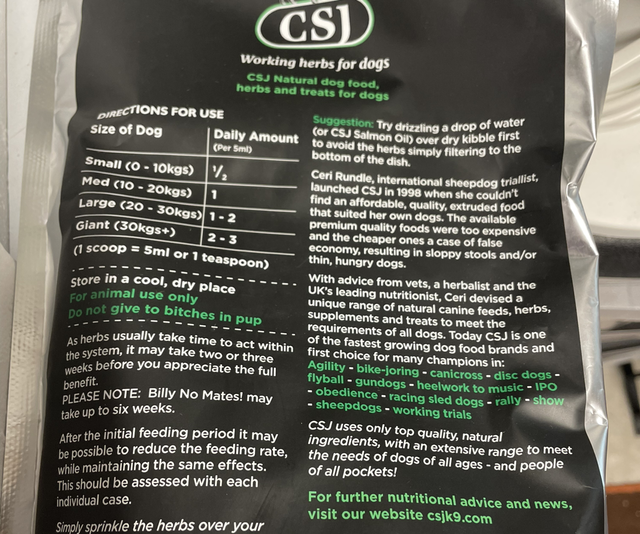 CSJ
Working herbs for dogs
CSJ Natural dog food,
herbs and treats for dogs
DIRECTIONS FOR USE
Size of Dog Daily Amount
(Per 5ml)
Small (0 - 10kgs) 1/2
Med (10 - 20kgs) 1
Large (20 - 30kgs) 1 - 2
Giant (30kgs+) 2 - 3
(1 scoop = 5ml or 1 teaspoon)
Store in a cool, dry place
For animal use only
Do not give to bitches in pup
As herbs usually take time to act within
the system, it may take two or three
weeks before you appreciate the full
benefit.
PLEASE NOTE: Billy No Mates! may
take up to six weeks.
After the initial feeding period it may
be possible to reduce the feeding rate,
while maintaining the same effects.
This should be assessed with each
individual case.
Simply sprinkle the herbs over your
Suggestion: Try drizzling a drop of water
(or CSJ Salmon Oil) over dry kibble first
to avoid the herbs simply filtering to the
bottom of the dish.
Ceri Rundle, international sheepdog triallist,
launched CSJ in 1998 when she couldn't
find an affordable, quality, extruded food
that suited her own dogs. The available
premium quality foods were too expensive
and the cheaper ones a case of false
economy, resulting in sloppy stools and/or
thin, hungry dogs.
With advice from vets, a herbalist and the
UK's leading nutritionist, Ceri devised a
unique range of natural canine feeds, herbs,
supplements and treats to meet the
requirements of all dogs. Today CSJ is one
of the fastest growing dog food brands and
first choice for many champions in:
Agility - bike-joring - canicross - disc dogs -
flyball - gundogs - heelwork to music - IPO
- obedience - racing sled dogs - rally - show
- sheepdogs - working trials
CSJ uses only top quality, natural
ingredients, with an extensive range to meet
the needs of dogs of all ages - and people
of all pockets!
For further nutritional advice and news,
visit our website csjk9.com